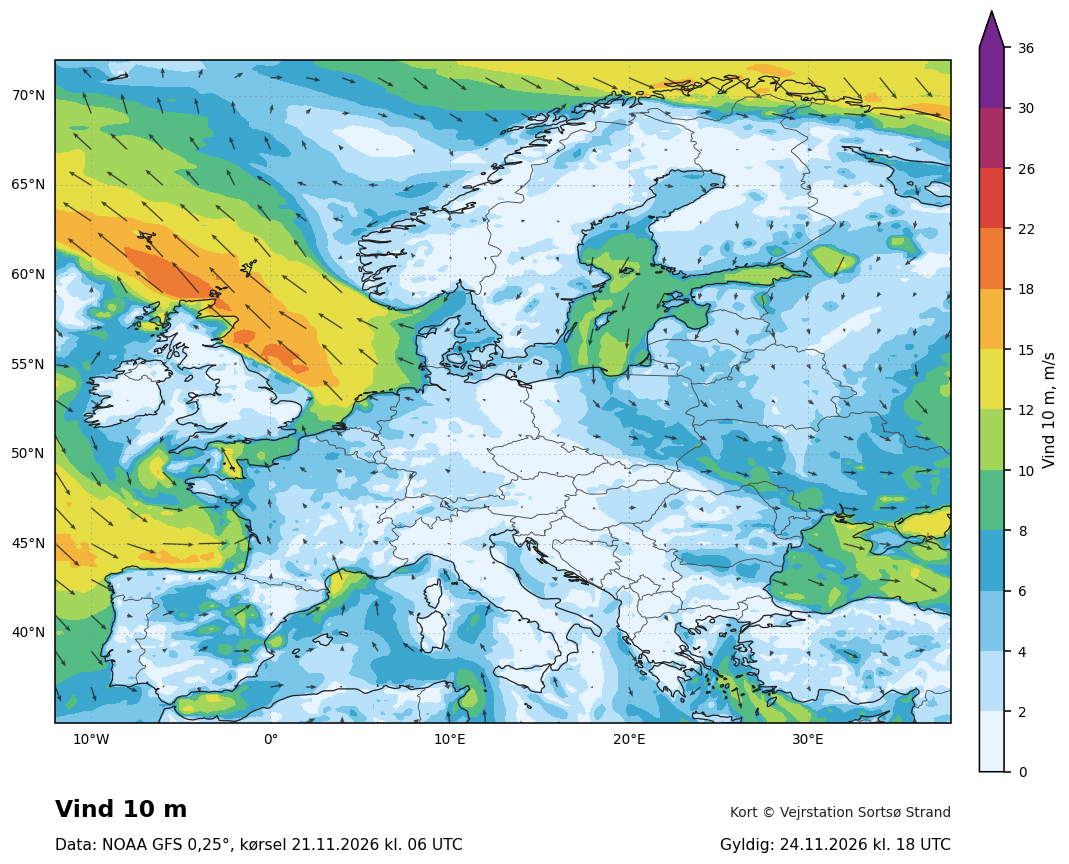 36
30
26
22
18
15
12
10
8
6
4
2
0
Vind 10 m, m/s
70°N
65°N
60°N
55°N
50°N
45°N
40°N
10°W
0°
10°E
20°E
30°E
Vind 10 m
Kort © Vejrstation Sortsø Strand
Data: NOAA GFS 0,25°, kørsel 21.11.2026 kl. 06 UTC
Gyldig: 24.11.2026 kl. 18 UTC